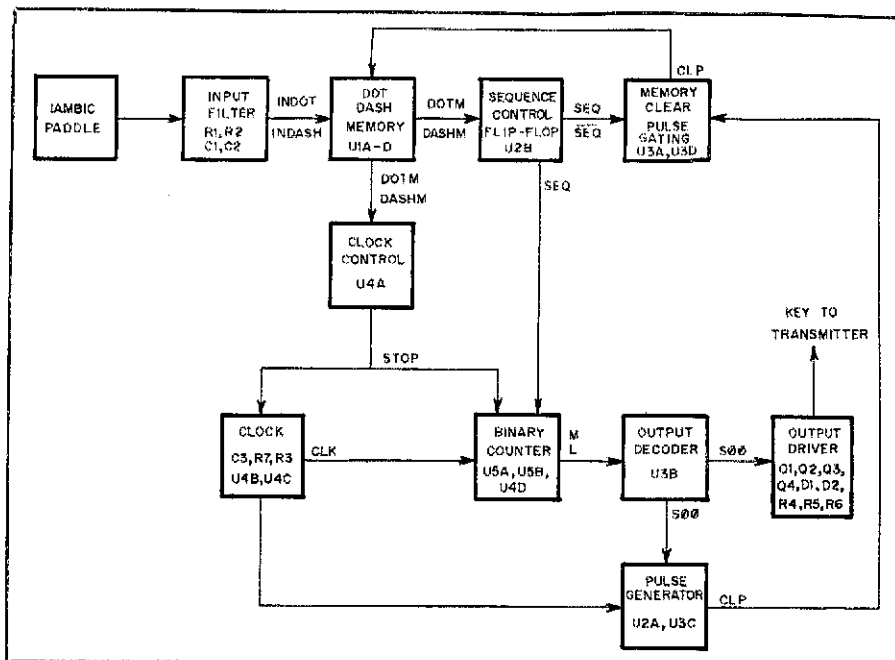 CLP
IAMBIC
PADDLE
INPUT
FILTER
R1, R2
C1, C2
INDOT
INDASH
DOT
DASH
MEMORY
U1A-D
DOTM
DASHM
SEQUENCE
CONTROL
FLIP-FLOP
U2B
SEQ
SEQ
MEMORY
CLEAR
PULSE
GATING
U3A, U3D
DOTM
DASHM
SEQ
CLOCK
CONTROL
U4A
KEY TO
TRANSMITTER
STOP
CLOCK
C3, R7, R3
U4B, U4C
CLK
BINARY
COUNTER
U5A, U5B,
U4D
M
L
OUTPUT
DECODER
U3B
SØØ
OUTPUT
DRIVER
Q1, Q2, Q3,
Q4, D1, D2,
R4, R5, R6
SØØ
PULSE
GENERATOR
U2A, U3C
CLP